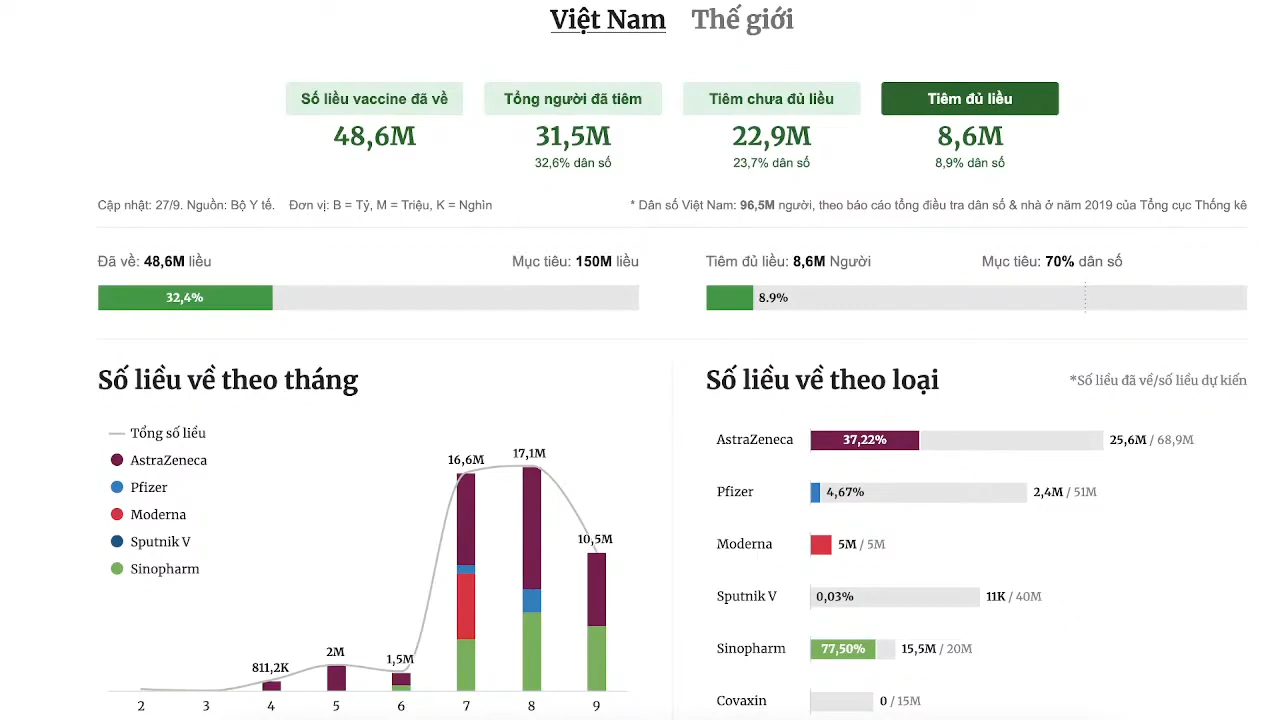 Việt Nam Thế giới
Số liều vaccine đã về Tổng người đã tiêm Tiêm chưa đủ liều Tiêm đủ liều
48,6M 31,5M 22,9M 8,6M
32,6% dân số 23,7% dân số 8,9% dân số
Cập nhật: 27/9. Nguồn: Bộ Y tế. Đơn vị: B = Tỷ, M = Triệu, K = Nghìn * Dân số Việt Nam: 96,5M người, theo báo cáo tổng điều tra dân số & nhà ở năm 2019 của Tổng cục Thống kê
Đã về: 48,6M liều Mục tiêu: 150M liều
32,4%
Tiêm đủ liều: 8,6M Người Mục tiêu: 70% dân số
8.9%
Số liều về theo tháng
Tổng số liều
AstraZeneca
Pfizer
Moderna
Sputnik V
Sinopharm
811,2K 2M 1,5M 16,6M 17,1M 10,5M
2 3 4 5 6 7 8 9
Số liều về theo loại *Số liều đã về/số liều dự kiến
AstraZeneca 37,22% 25,6M / 68,9M
Pfizer 4,67% 2,4M / 51M
Moderna 5M / 5M
Sputnik V 0,03% 11K / 40M
Sinopharm 77,50% 15,5M / 20M
Covaxin 0 / 15M